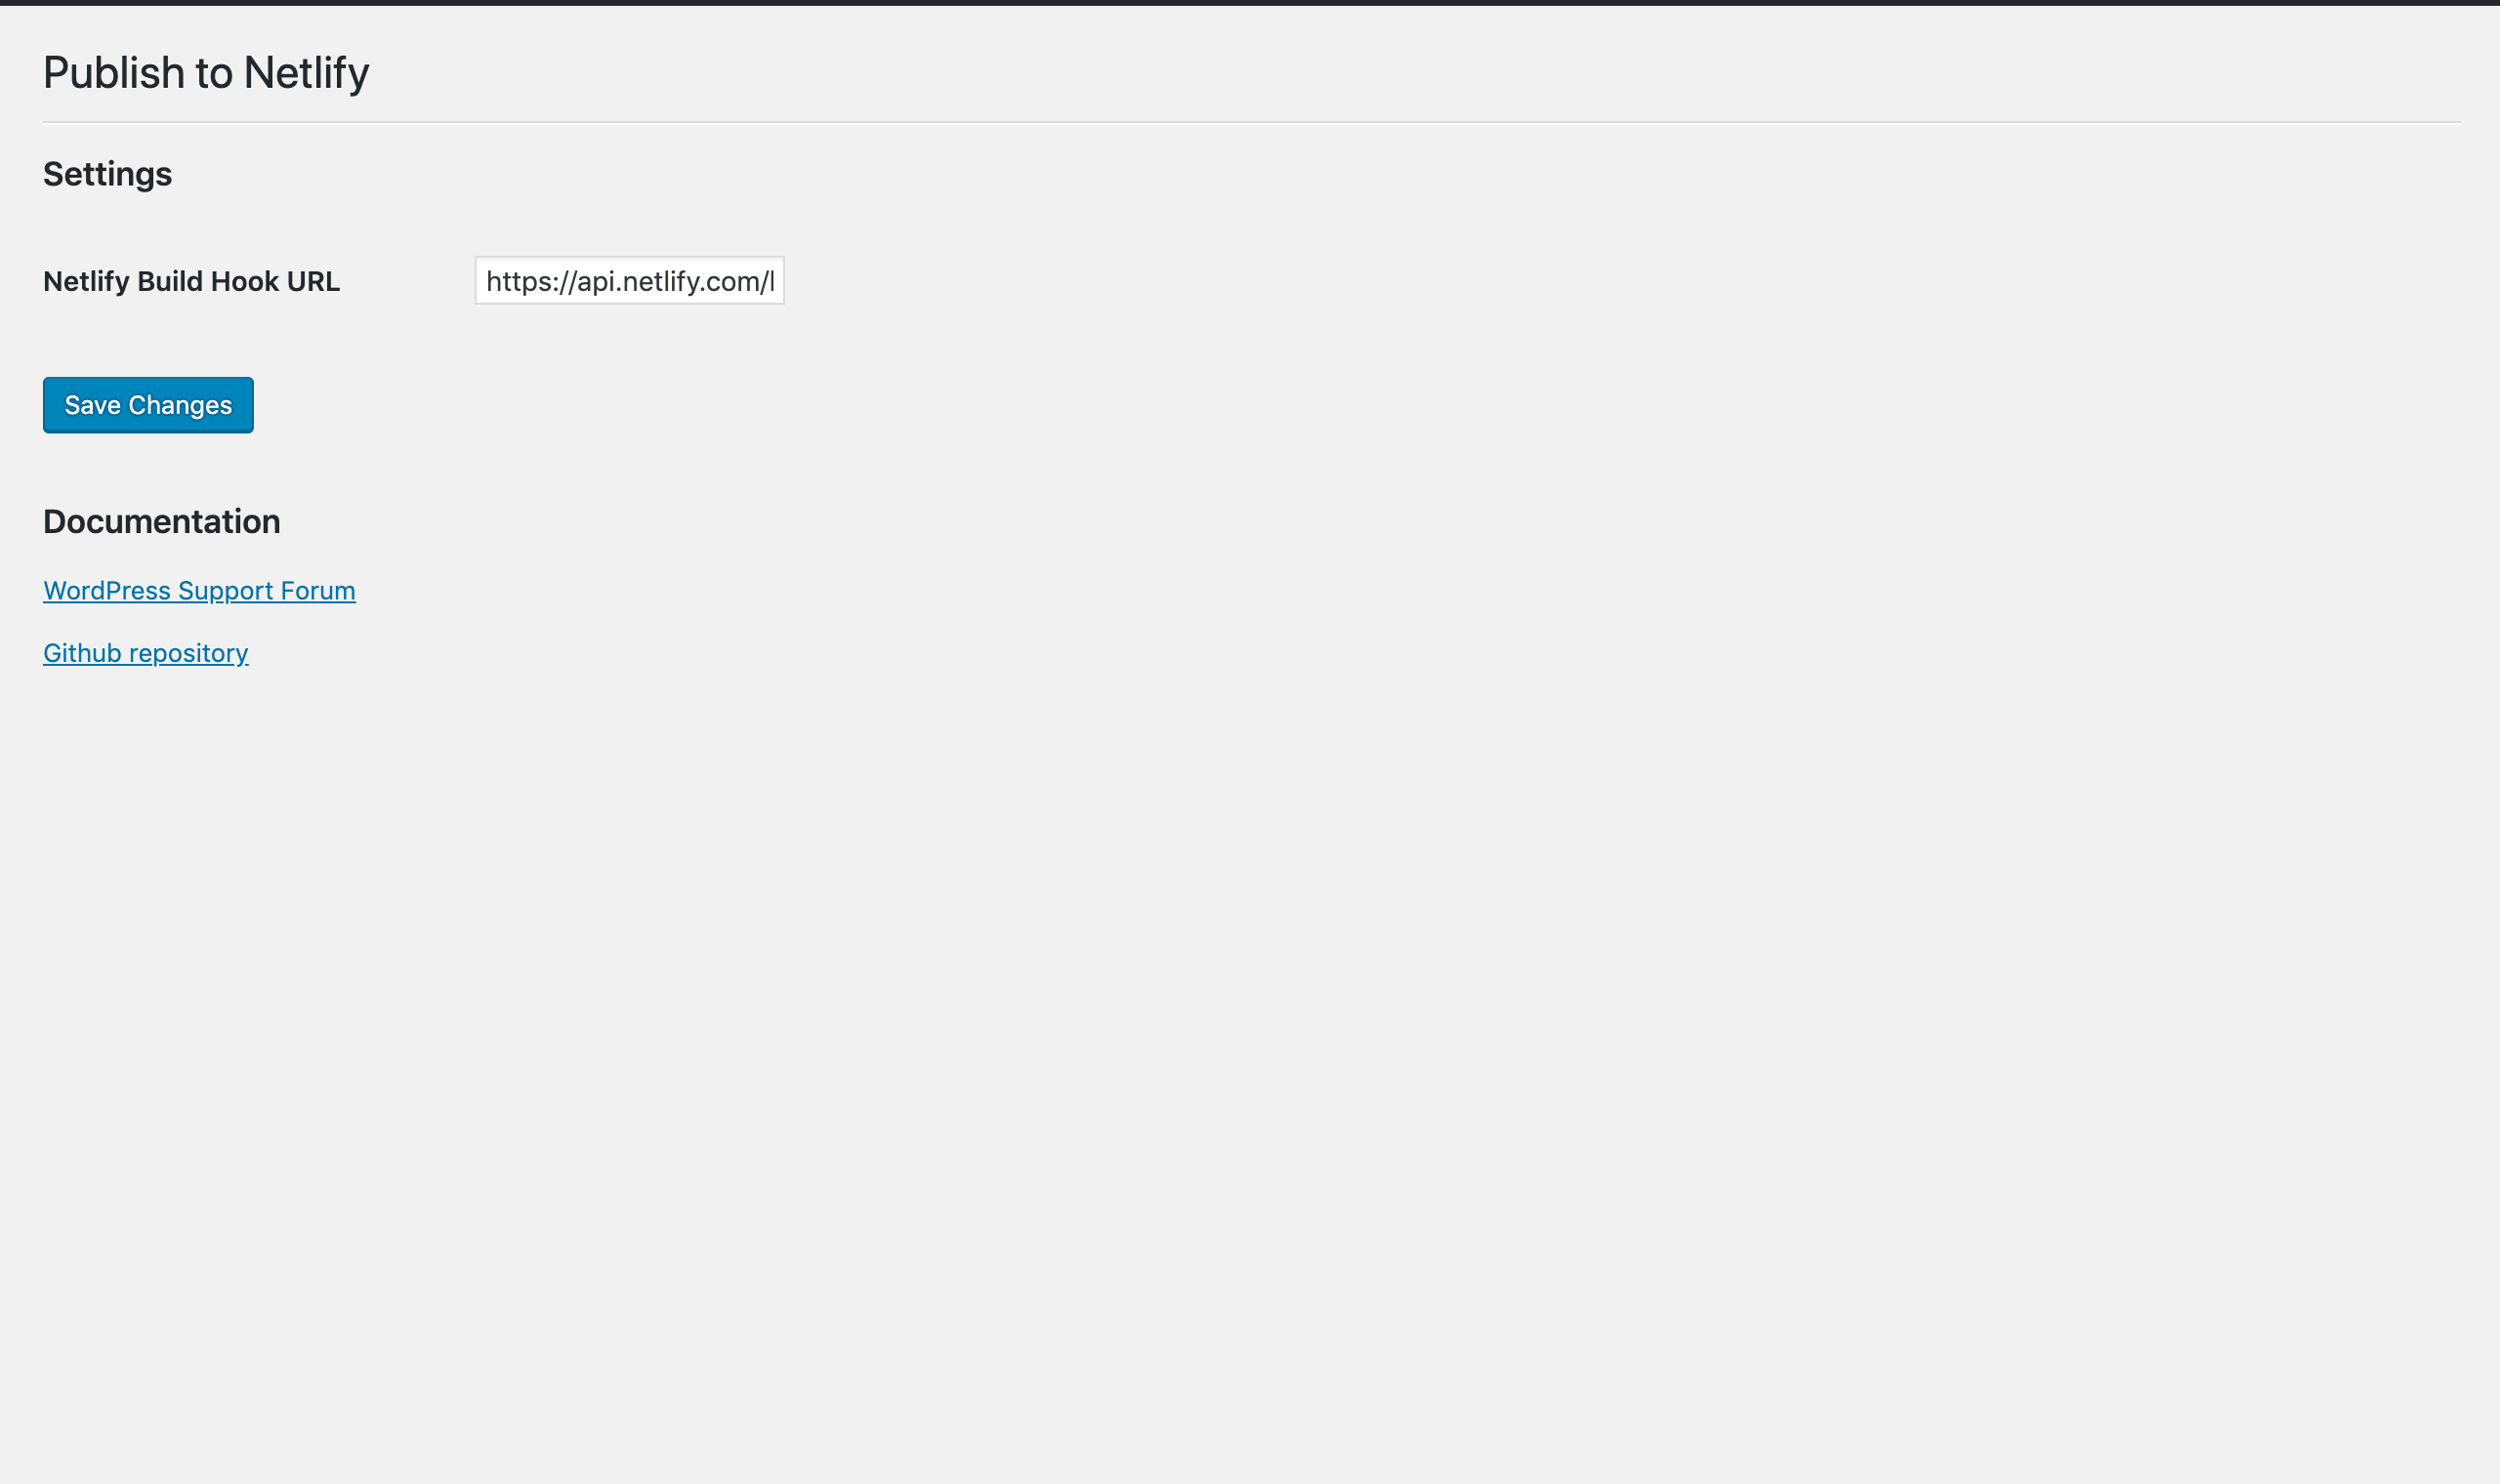 Publish to Netlify
Settings
Netlify Build Hook URL https://api.netlify.com/
Save Changes
Documentation
WordPress Support Forum
Github repository